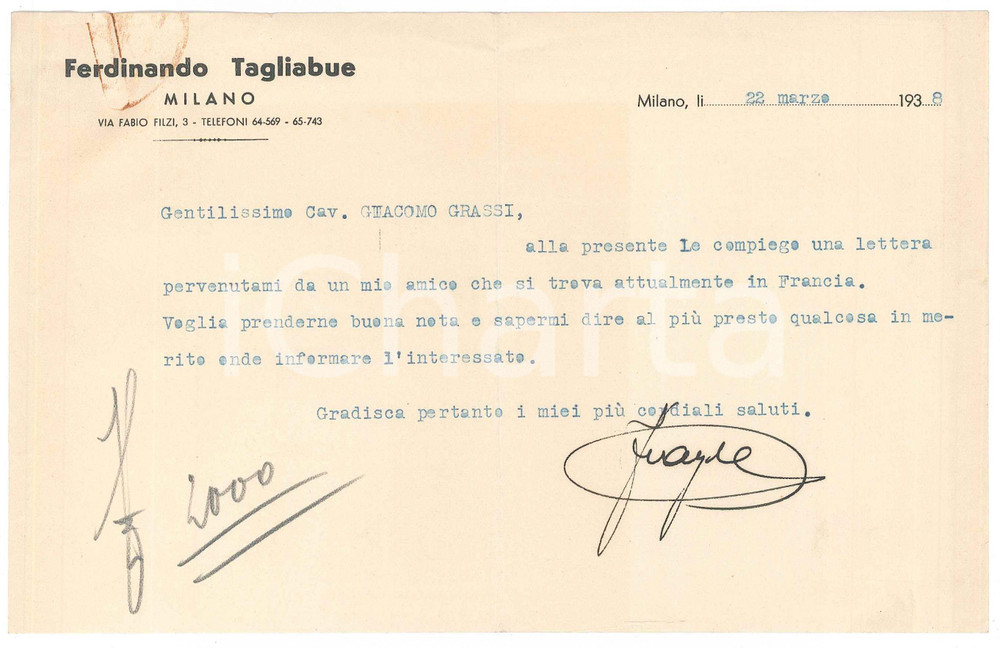 Ferdinando Tagliabue
MILANO
VIA FABIO FILZI, 3 - TELEFONI 64-569 - 65-743
Milano, li 22 marzo 1938
Gentilissimo Cav. GIACOMO GRASSI,
alla presente Le compiego una lettera
pervenutami da un mio amico che si trova attualmente in Francia.
Voglia prenderne buona nota e sapermi dire al più presto qualcosa in me-
rito onde informare l'interessato.
Gradisca pertanto i miei più cordiali saluti.
2000
iCharta